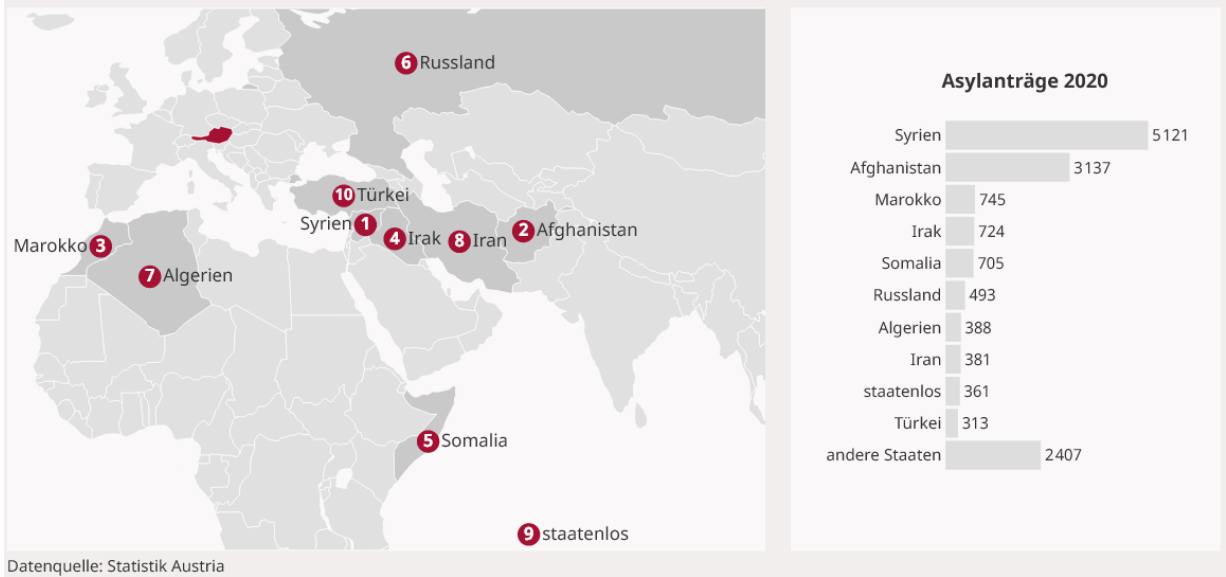 6 Russland
10 Türkei
Syrien 1
4 Irak
8 Iran
2 Afghanistan
Marokko 3
7 Algerien
5 Somalia
9 staatenlos
Datenquelle: Statistik Austria
Asylanträge 2020
Syrien 5121
Afghanistan 3137
Marokko 745
Irak 724
Somalia 705
Russland 493
Algerien 388
Iran 381
staatenlos 361
Türkei 313
andere Staaten 2407